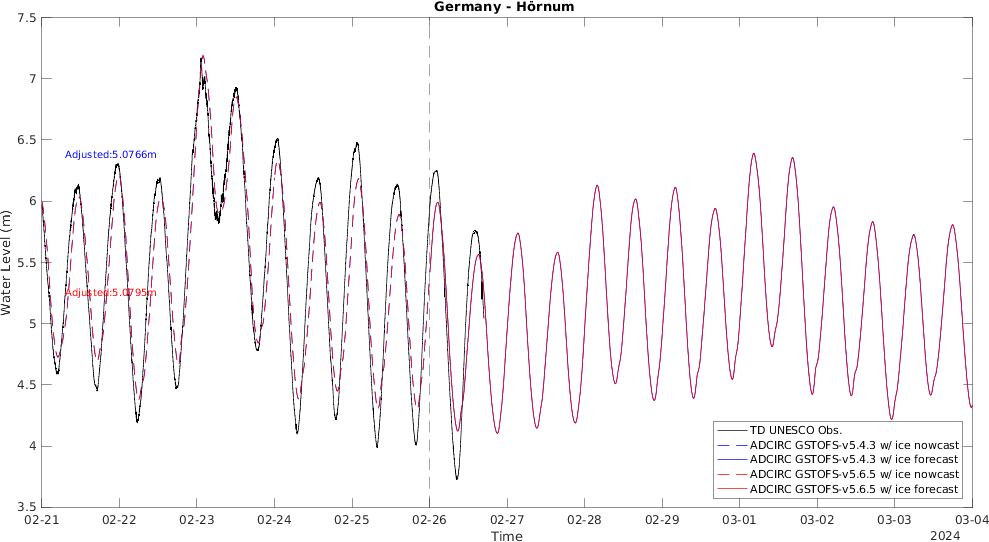 Germany - Hörnum
7.5
7
6.5
6
5.5
5
4.5
4
3.5
Water Level (m)
Adjusted:5.0766m
Adjusted:5.0795m
TD UNESCO Obs.
ADCIRC GSTOFS-v5.4.3 w/ ice nowcast
ADCIRC GSTOFS-v5.4.3 w/ ice forecast
ADCIRC GSTOFS-v5.6.5 w/ ice nowcast
ADCIRC GSTOFS-v5.6.5 w/ ice forecast
02-21 02-22 02-23 02-24 02-25 02-26 02-27 02-28 02-29 03-01 03-02 03-03 03-04
Time
2024